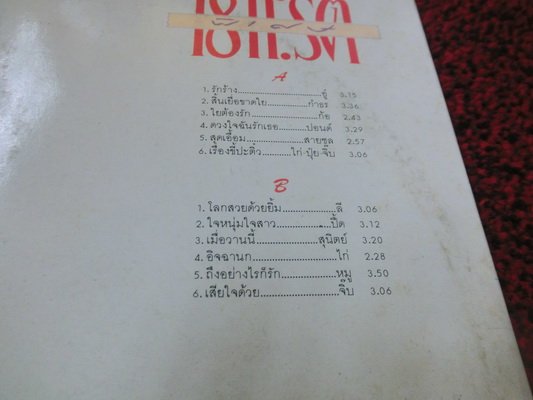 A
1. รักร้าง..............ชู้ 3.15
2. สิ้นเยื่อขาดใย............กำธร 3.36
3. ใยต้องรัก.................ก้อ 2.43
4. ดวงใจฉันรักเธอ.........ปอนด์ 3.29
5. สุดเอื้อม................สายชล 2.57
6. เรื่องขี้ปะติ๋ว.........ไก่-ปุ้ย-จิ๊บ 3.06
B
1. โลกสวยด้วยยิ้ม................ลี 3.06
2. ใจหนุ่มใจสาว................ปื๊ด 3.12
3. เมื่อวานนี้..................สุนิตย์ 3.20
4. อิจฉานก.......................ไก่ 2.28
5. ถึงอย่างไรก็รัก................หมู 3.50
6. เสียใจด้วย.....................จิ๊บ 3.06